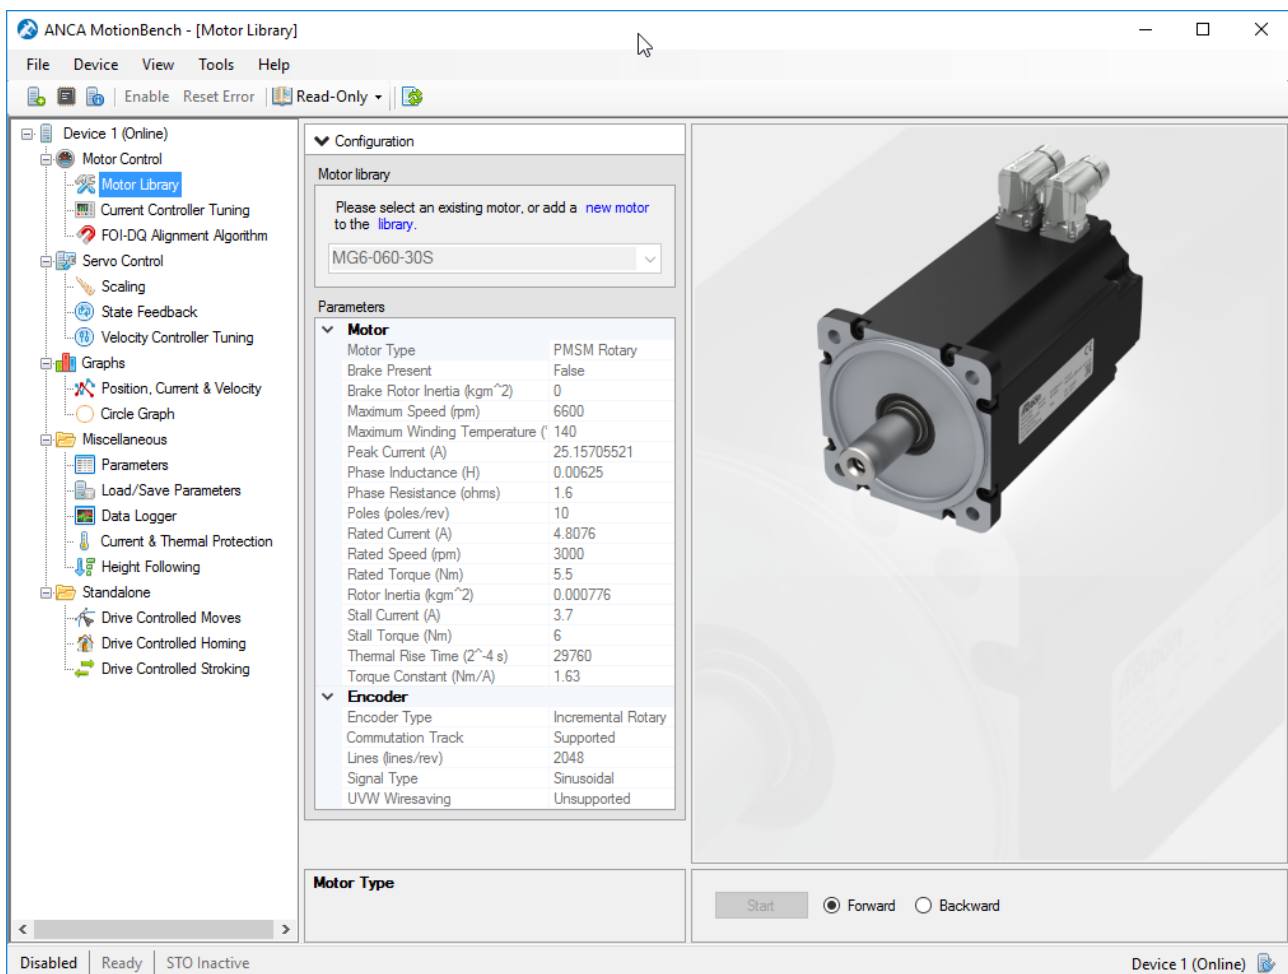 ANCA MotionBench - [Motor Library]
File Device View Tools Help
Enable Reset Error Read-Only
Device 1 (Online)
Motor Control
Motor Library
Current Controller Tuning
FOI-DQ Alignment Algorithm
Servo Control
Scaling
State Feedback
Velocity Controller Tuning
Graphs
Position, Current & Velocity
Circle Graph
Miscellaneous
Parameters
Load/Save Parameters
Data Logger
Current & Thermal Protection
Height Following
Standalone
Drive Controlled Moves
Drive Controlled Homing
Drive Controlled Stroking
Configuration
Motor library
Please select an existing motor, or add a new motor
to the library.
MG6-060-30S
Parameters
Motor
Motor Type PMSM Rotary
Brake Present False
Brake Rotor Inertia (kgm^2) 0
Maximum Speed (rpm) 6600
Maximum Winding Temperature (° 140
Peak Current (A) 25.15705521
Phase Inductance (H) 0.00625
Phase Resistance (ohms) 1.6
Poles (poles/rev) 10
Rated Current (A) 4.8076
Rated Speed (rpm) 3000
Rated Torque (Nm) 5.5
Rotor Inertia (kgm^2) 0.000776
Stall Current (A) 3.7
Stall Torque (Nm) 6
Thermal Rise Time (2^-4 s) 29760
Torque Constant (Nm/A) 1.63
Encoder
Encoder Type Incremental Rotary
Commutation Track Supported
Lines (lines/rev) 2048
Signal Type Sinusoidal
UVW Wiresaving Unsupported
Motor Type
Start Forward Backward
Disabled Ready STO Inactive
Device 1 (Online)